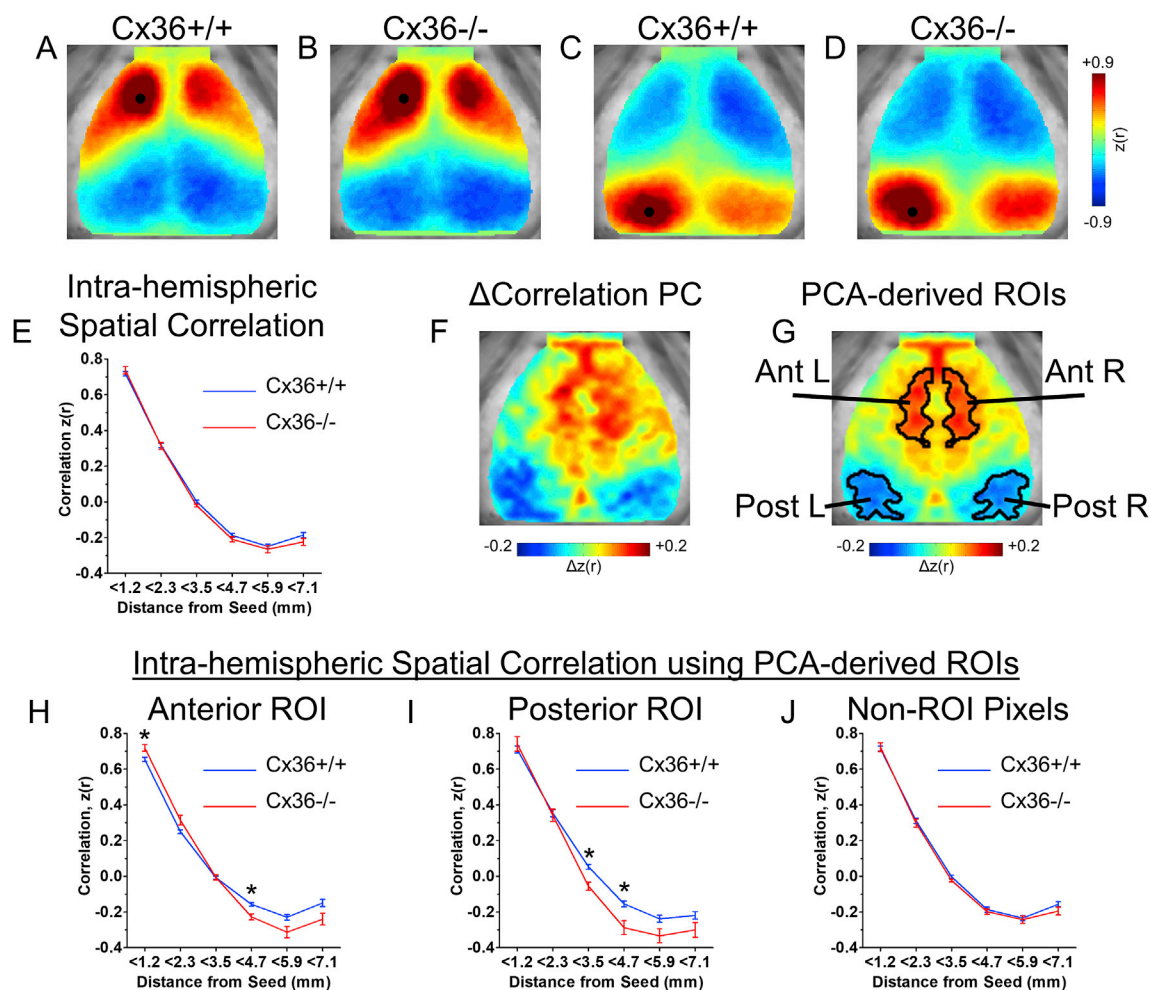 A
Cx36+/+
B
Cx36-/-
C
Cx36+/+
D
Cx36-/-
+0.9
z(r)
-0.9
E
Intra-hemispheric
Spatial Correlation
0.8
0.6
0.4
0.2
0.0
-0.2
-0.4
Correlation z(r)
Cx36+/+
Cx36-/-
<1.2 <2.3 <3.5 <4.7 <5.9 <7.1
Distance from Seed (mm)
F
ΔCorrelation PC
-0.2
+0.2
Δz(r)
G
PCA-derived ROIs
Ant L
Ant R
Post L
Post R
-0.2
+0.2
Δz(r)
Intra-hemispheric Spatial Correlation using PCA-derived ROIs
H
Anterior ROI
0.8
0.6
0.4
0.2
0.0
-0.2
-0.4
Correlation, z(r)
*
*
Cx36+/+
Cx36-/-
<1.2 <2.3 <3.5 <4.7 <5.9 <7.1
Distance from Seed (mm)
I
Posterior ROI
0.8
0.6
0.4
0.2
0.0
-0.2
-0.4
Correlation, z(r)
*
*
Cx36+/+
Cx36-/-
<1.2 <2.3 <3.5 <4.7 <5.9 <7.1
Distance from Seed (mm)
J
Non-ROI Pixels
0.8
0.6
0.4
0.2
0.0
-0.2
-0.4
Correlation, z(r)
Cx36+/+
Cx36-/-
<1.2 <2.3 <3.5 <4.7 <5.9 <7.1
Distance from Seed (mm)